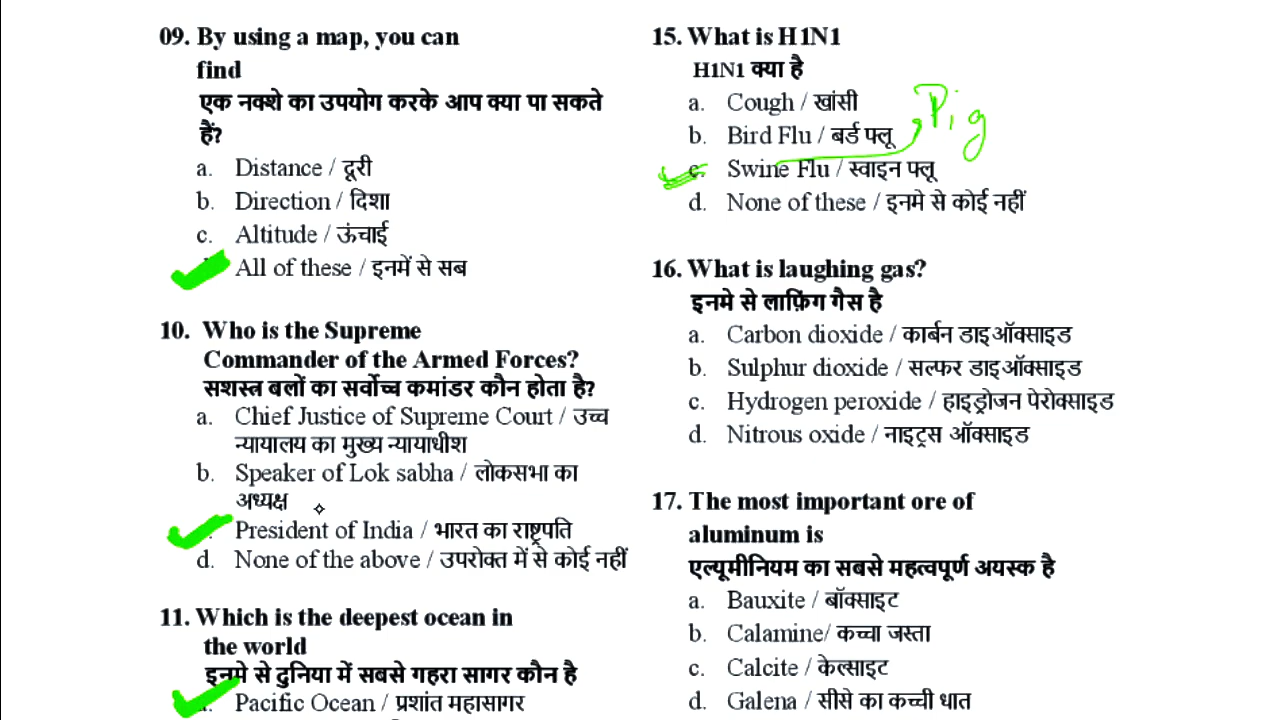 09. By using a map, you can
find
एक नक्शे का उपयोग करके आप क्या पा सकते
हैं?
a. Distance / दूरी
b. Direction / दिशा
c. Altitude / ऊंचाई
All of these / इनमें से सब
10. Who is the Supreme
Commander of the Armed Forces?
सशस्त्र बलों का सर्वोच्च कमांडर कौन होता है?
a. Chief Justice of Supreme Court / उच्च
न्यायालय का मुख्य न्यायाधीश
b. Speaker of Lok sabha / लोकसभा का
अध्यक्ष
President of India / भारत का राष्ट्रपति
d. None of the above / उपरोक्त में से कोई नहीं
11. Which is the deepest ocean in
the world
इनमे से दुनिया में सबसे गहरा सागर कौन है
a. Pacific Ocean / प्रशांत महासागर
15. What is H1N1
H1N1 क्या है
a. Cough / खांसी
Pig
b. Bird Flu / बर्ड फ्लू
c. Swine Flu / स्वाइन फ्लू
d. None of these / इनमे से कोई नहीं
16. What is laughing gas?
इनमे से लाफ़िंग गैस है
a. Carbon dioxide / कार्बन डाइऑक्साइड
b. Sulphur dioxide / सल्फर डाइऑक्साइड
c. Hydrogen peroxide / हाइड्रोजन पेरोक्साइड
d. Nitrous oxide / नाइट्रस ऑक्साइड
17. The most important ore of
aluminum is
एल्यूमीनियम का सबसे महत्वपूर्ण अयस्क है
a. Bauxite / बॉक्साइट
b. Calamine/ कच्चा जस्ता
c. Calcite / केल्साइट
d. Galena / सीसे का कच्ची धात